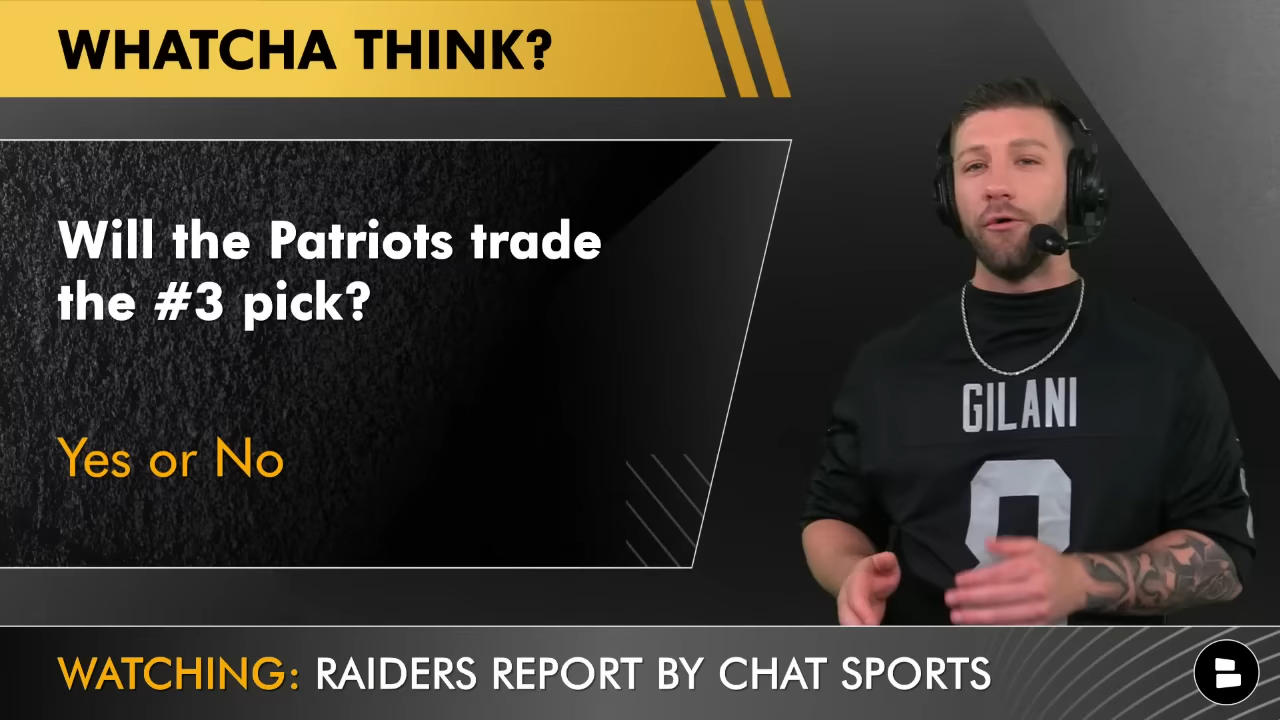 WHATCHA THINK?
Will the Patriots trade
the #3 pick?
Yes or No
GILANI
WATCHING: RAIDERS REPORT BY CHAT SPORTS